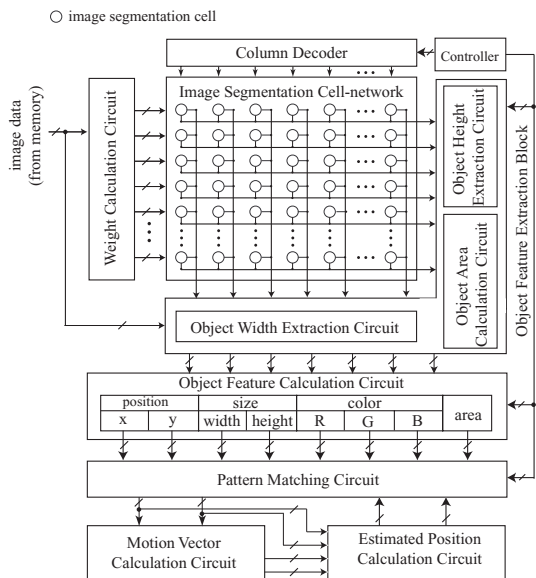 image segmentation cell
Column Decoder
Controller
Image Segmentation Cell-network
image data
(from memory)
Weight Calculation Circuit
Object Height
Extraction Circuit
Object Area
Calculation Circuit
Object Feature Extraction Block
Object Width Extraction Circuit
Object Feature Calculation Circuit
position size color area
x y width height R G B
Pattern Matching Circuit
Motion Vector
Calculation Circuit
Estimated Position
Calculation Circuit